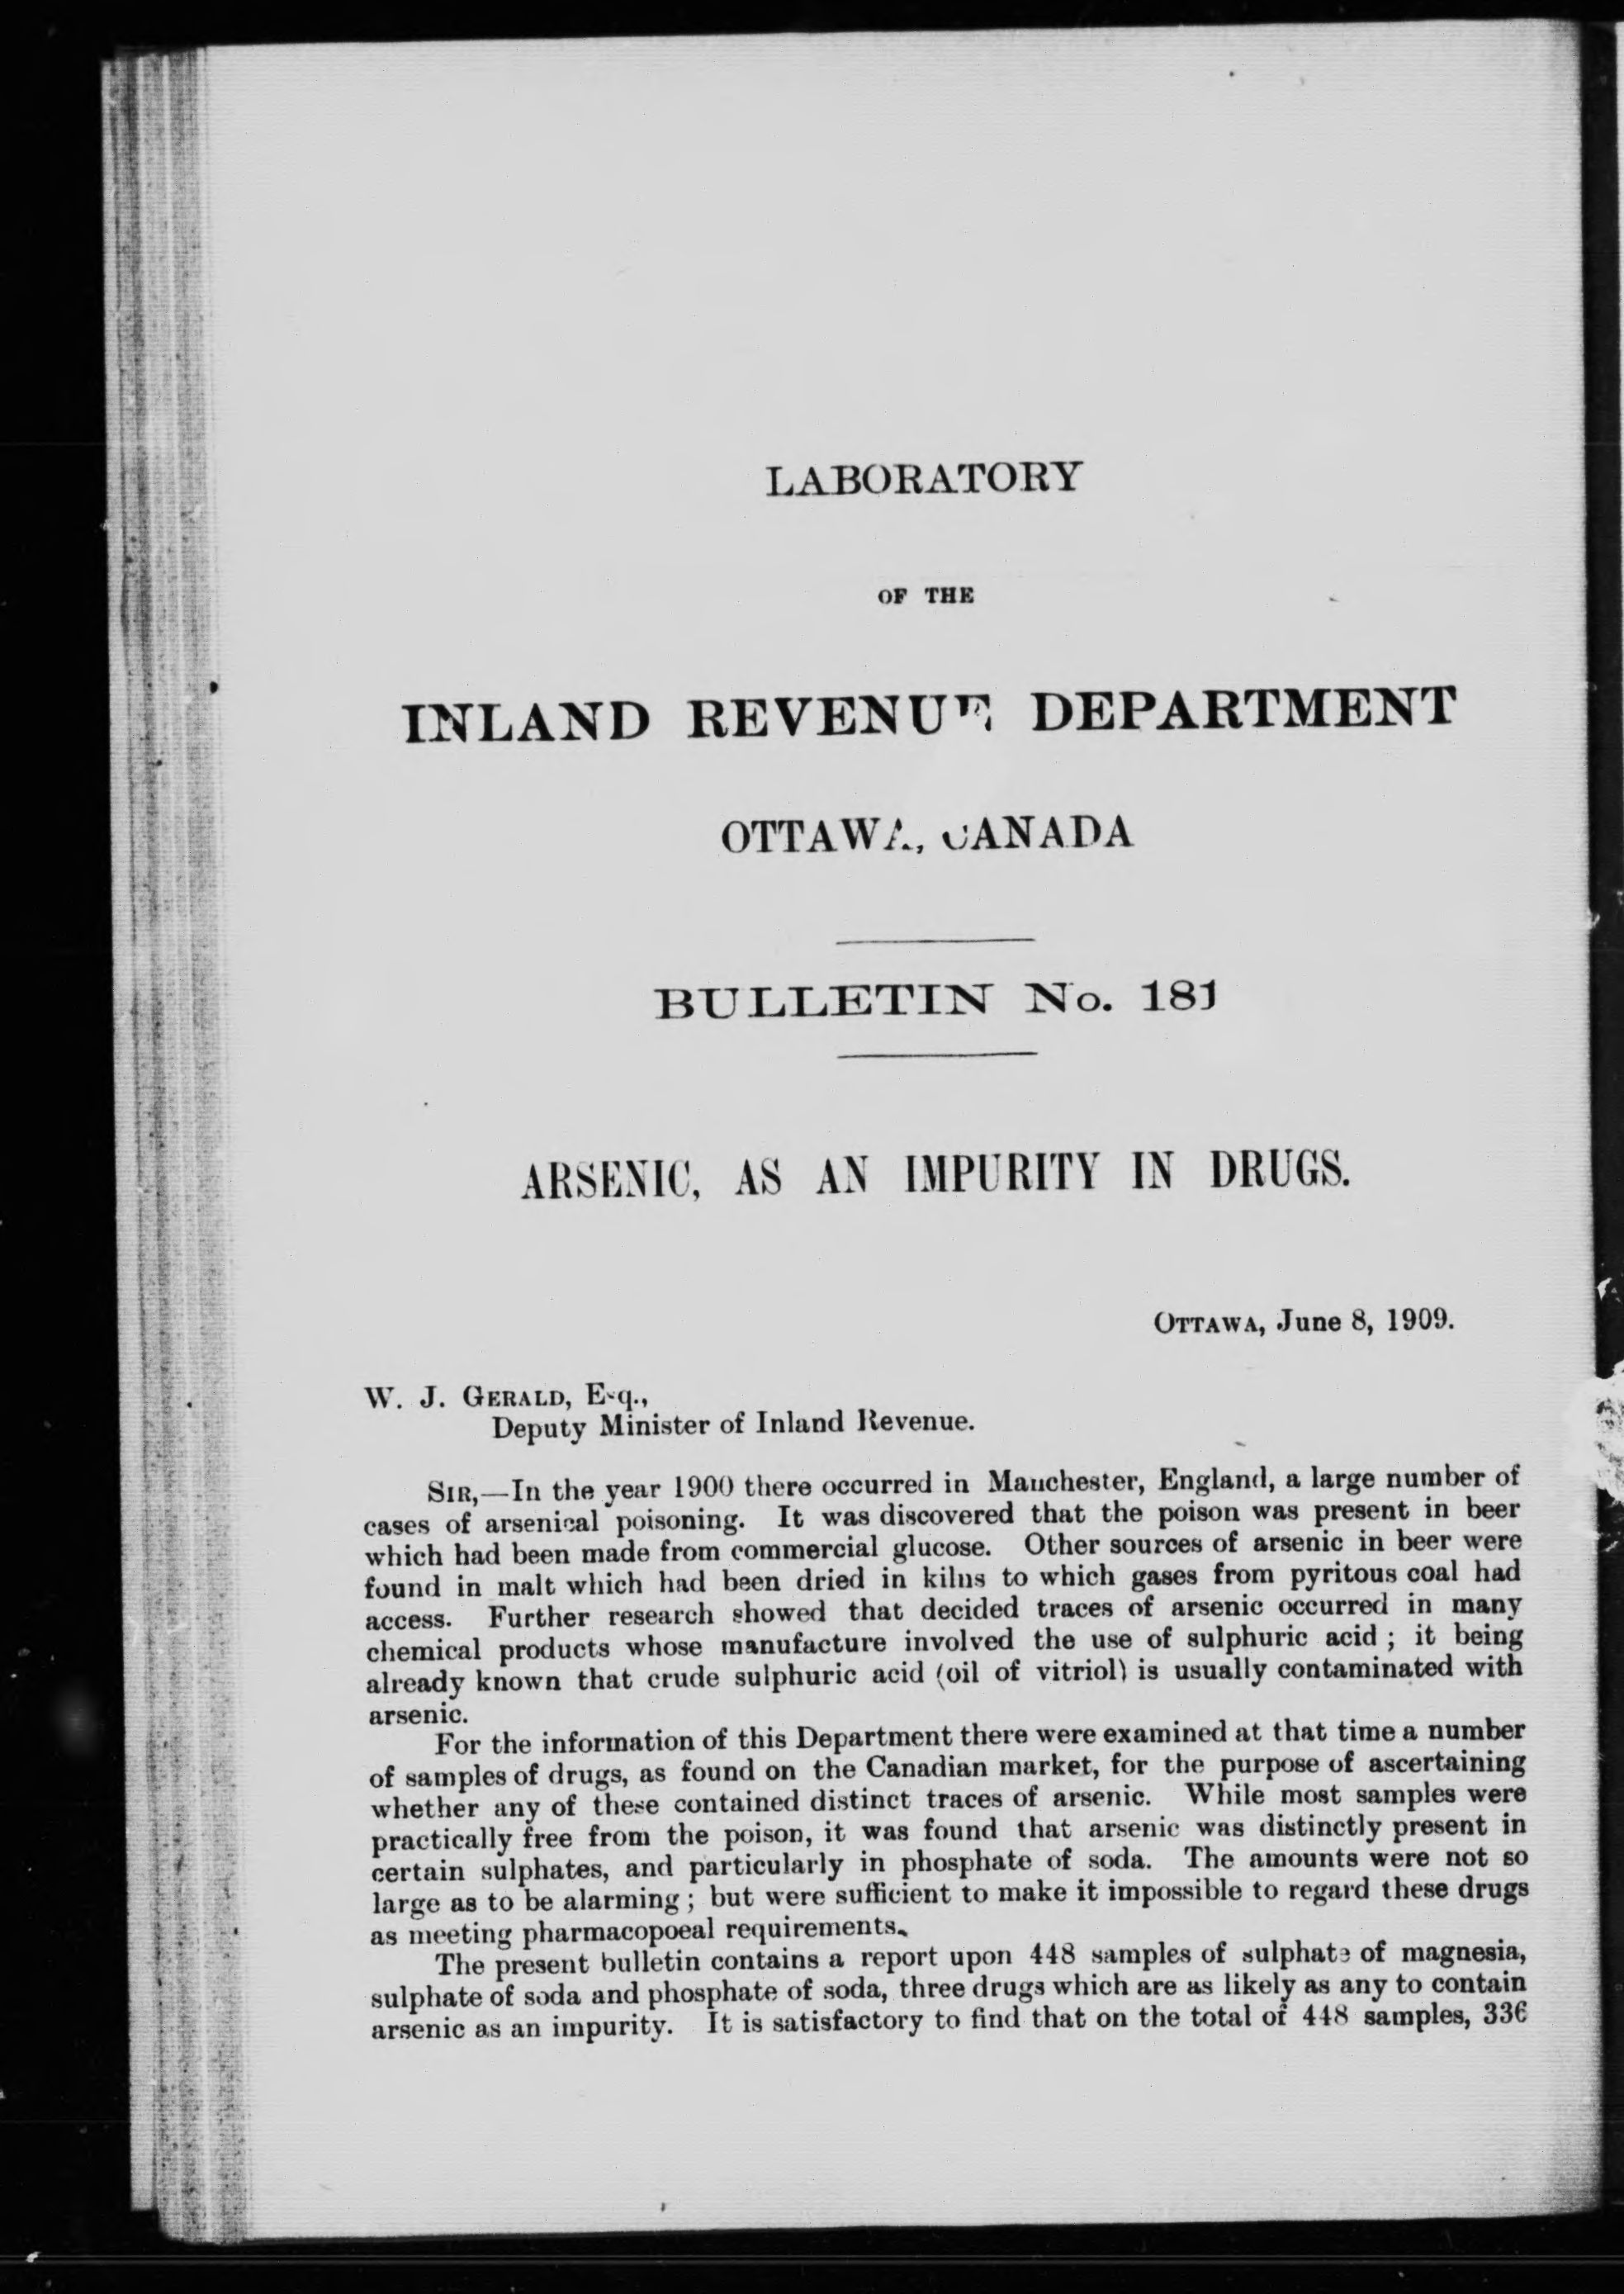 LABORATORY
OF THE
INLAND REVENUE DEPARTMENT
OTTAWA, CANADA
BULLETIN No. 181
ARSENIC, AS AN IMPURITY IN DRUGS.
OTTAWA, June 8, 1909.
W. J. GERALD, Esq.,
Deputy Minister of Inland Revenue.
SIR,—In the year 1900 there occurred in Manchester, England, a large number of
cases of arsenical poisoning. It was discovered that the poison was present in beer
which had been made from commercial glucose. Other sources of arsenic in beer were
found in malt which had been dried in kilns to which gases from pyritous coal had
access. Further research showed that decided traces of arsenic occurred in many
chemical products whose manufacture involved the use of sulphuric acid ; it being
already known that crude sulphuric acid (oil of vitriol) is usually contaminated with
arsenic.
For the information of this Department there were examined at that time a number
of samples of drugs, as found on the Canadian market, for the purpose of ascertaining
whether any of these contained distinct traces of arsenic. While most samples were
practically free from the poison, it was found that arsenic was distinctly present in
certain sulphates, and particularly in phosphate of soda. The amounts were not so
large as to be alarming ; but were sufficient to make it impossible to regard these drugs
as meeting pharmacopoeal requirements.
The present bulletin contains a report upon 448 samples of sulphate of magnesia,
sulphate of soda and phosphate of soda, three drugs which are as likely as any to contain
arsenic as an impurity. It is satisfactory to find that on the total of 448 samples, 336